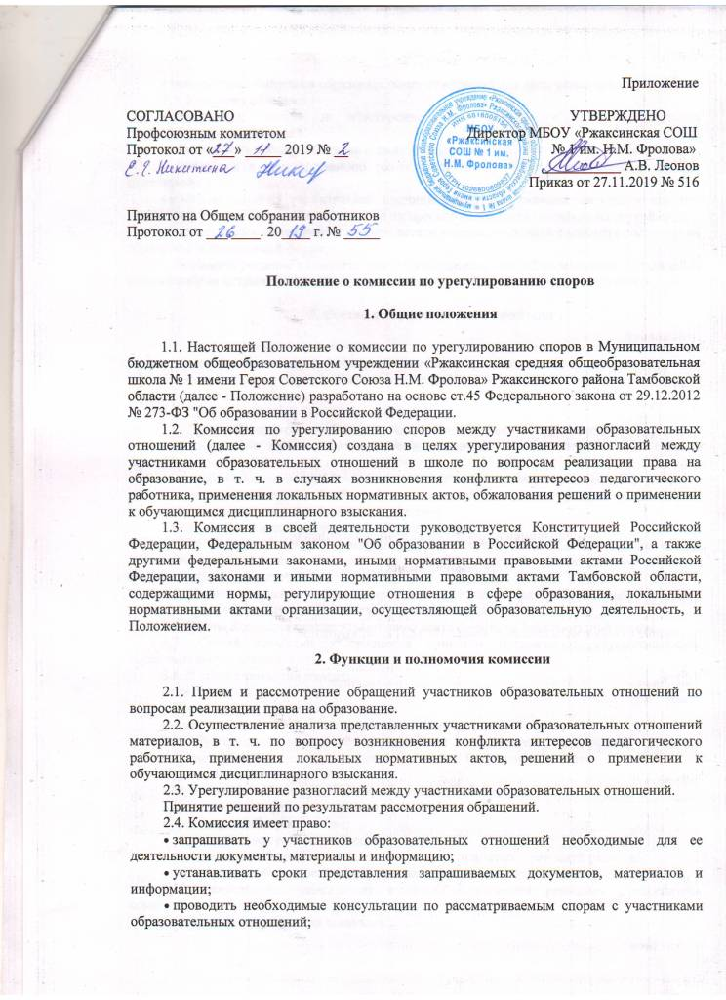 Приложение
СОГЛАСОВАНО
Профсоюзным комитетом
Протокол от «27» 11 2019 № 2
Е.Г. Никитина
УТВЕРЖДЕНО
Директор МБОУ «Ржаксинская СОШ
№ 1 им. Н.М. Фролова»
А.В. Леонов
Приказ от 27.11.2019 № 516
МБОУ
«Ржаксинская
СОШ № 1 им.
Н.М. Фролова»
Принято на Общем собрании работников
Протокол от 26. 2019 г. № 55
Положение о комиссии по урегулированию споров
1. Общие положения
1.1. Настоящей Положение о комиссии по урегулированию споров в Муниципальном
бюджетном общеобразовательном учреждении «Ржаксинская средняя общеобразовательная
школа № 1 имени Героя Советского Союза Н.М. Фролова» Ржаксинского района Тамбовской
области (далее - Положение) разработано на основе ст.45 Федерального закона от 29.12.2012
№ 273-ФЗ "Об образовании в Российской Федерации.
1.2. Комиссия по урегулированию споров между участниками образовательных
отношений (далее - Комиссия) создана в целях урегулирования разногласий между
участниками образовательных отношений в школе по вопросам реализации права на
образование, в т. ч. в случаях возникновения конфликта интересов педагогического
работника, применения локальных нормативных актов, обжалования решений о применении
к обучающимся дисциплинарного взыскания.
1.3. Комиссия в своей деятельности руководствуется Конституцией Российской
Федерации, Федеральным законом "Об образовании в Российской Федерации", а также
другими федеральными законами, иными нормативными правовыми актами Российской
Федерации, законами и иными нормативными правовыми актами Тамбовской области,
содержащими нормы, регулирующие отношения в сфере образования, локальными
нормативными актами организации, осуществляющей образовательную деятельность, и
Положением.
2. Функции и полномочия комиссии
2.1. Прием и рассмотрение обращений участников образовательных отношений по
вопросам реализации права на образование.
2.2. Осуществление анализа представленных участниками образовательных отношений
материалов, в т. ч. по вопросу возникновения конфликта интересов педагогического
работника, применения локальных нормативных актов, решений о применении к
обучающимся дисциплинарного взыскания.
2.3. Урегулирование разногласий между участниками образовательных отношений.
Принятие решений по результатам рассмотрения обращений.
2.4. Комиссия имеет право:
• запрашивать у участников образовательных отношений необходимые для ее
деятельности документы, материалы и информацию;
• устанавливать сроки представления запрашиваемых документов, материалов и
информации;
• проводить необходимые консультации по рассматриваемым спорам с участниками
образовательных отношений;